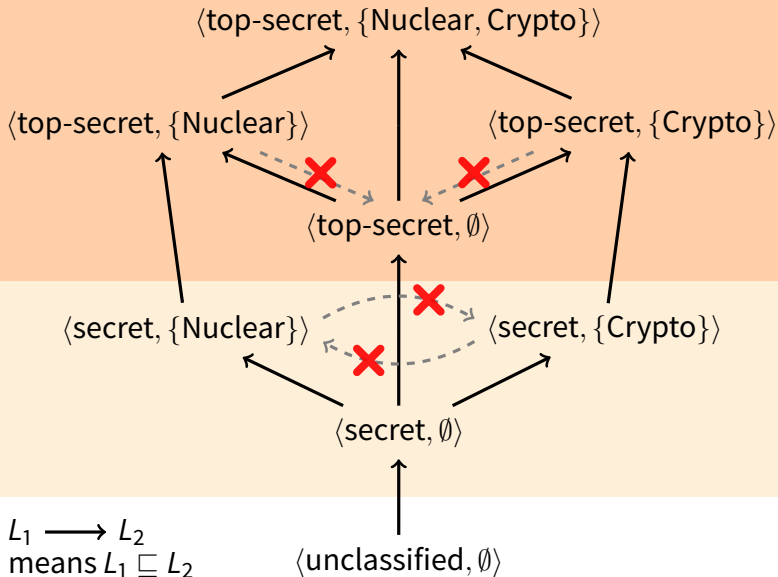 ⟨top-secret, {Nuclear, Crypto}⟩
⟨top-secret, {Nuclear}⟩
⟨top-secret, {Crypto}⟩
⟨top-secret, ∅⟩
⟨secret, {Nuclear}⟩
⟨secret, {Crypto}⟩
⟨secret, ∅⟩
L₁ ⟶ L₂
means L₁ ⊑ L₂
⟨unclassified, ∅⟩